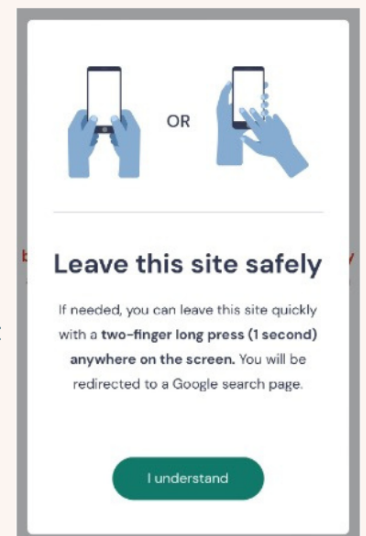 OR
Leave this site safely
If needed, you can leave this site quickly
with a two-finger long press (1 second)
anywhere on the screen. You will be
redirected to a Google search page.
I understand